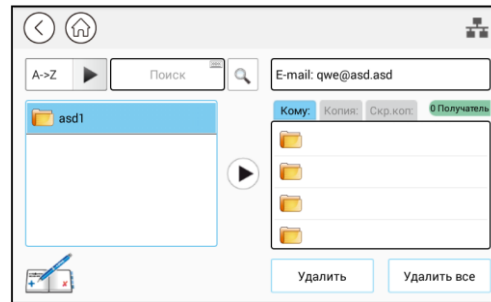 A->Z
Поиск
E-mail: qwe@asd.asd
asd1
Кому:
Копия:
Скр.коп:
0 Получатель
Удалить
Удалить все